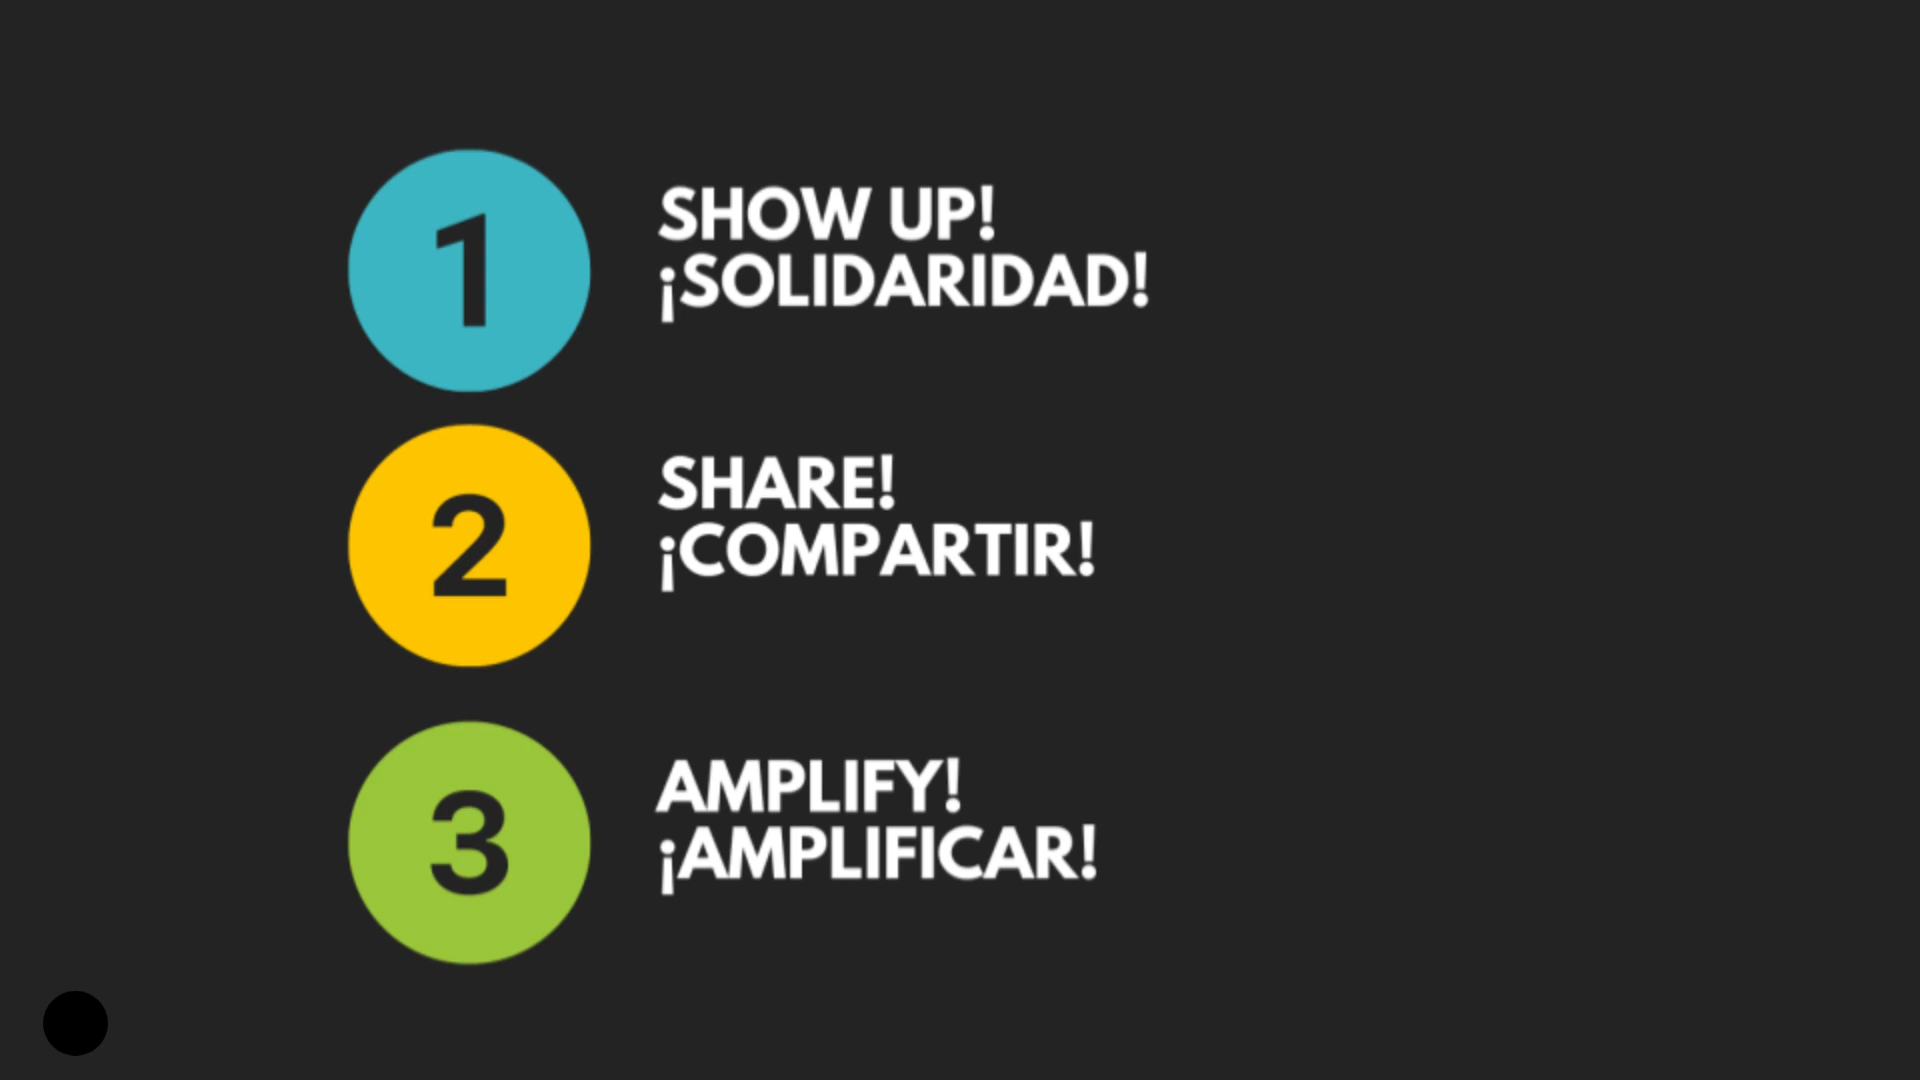 1
SHOW UP!
¡SOLIDARIDAD!
2
SHARE!
¡COMPARTIR!
3
AMPLIFY!
¡AMPLIFICAR!